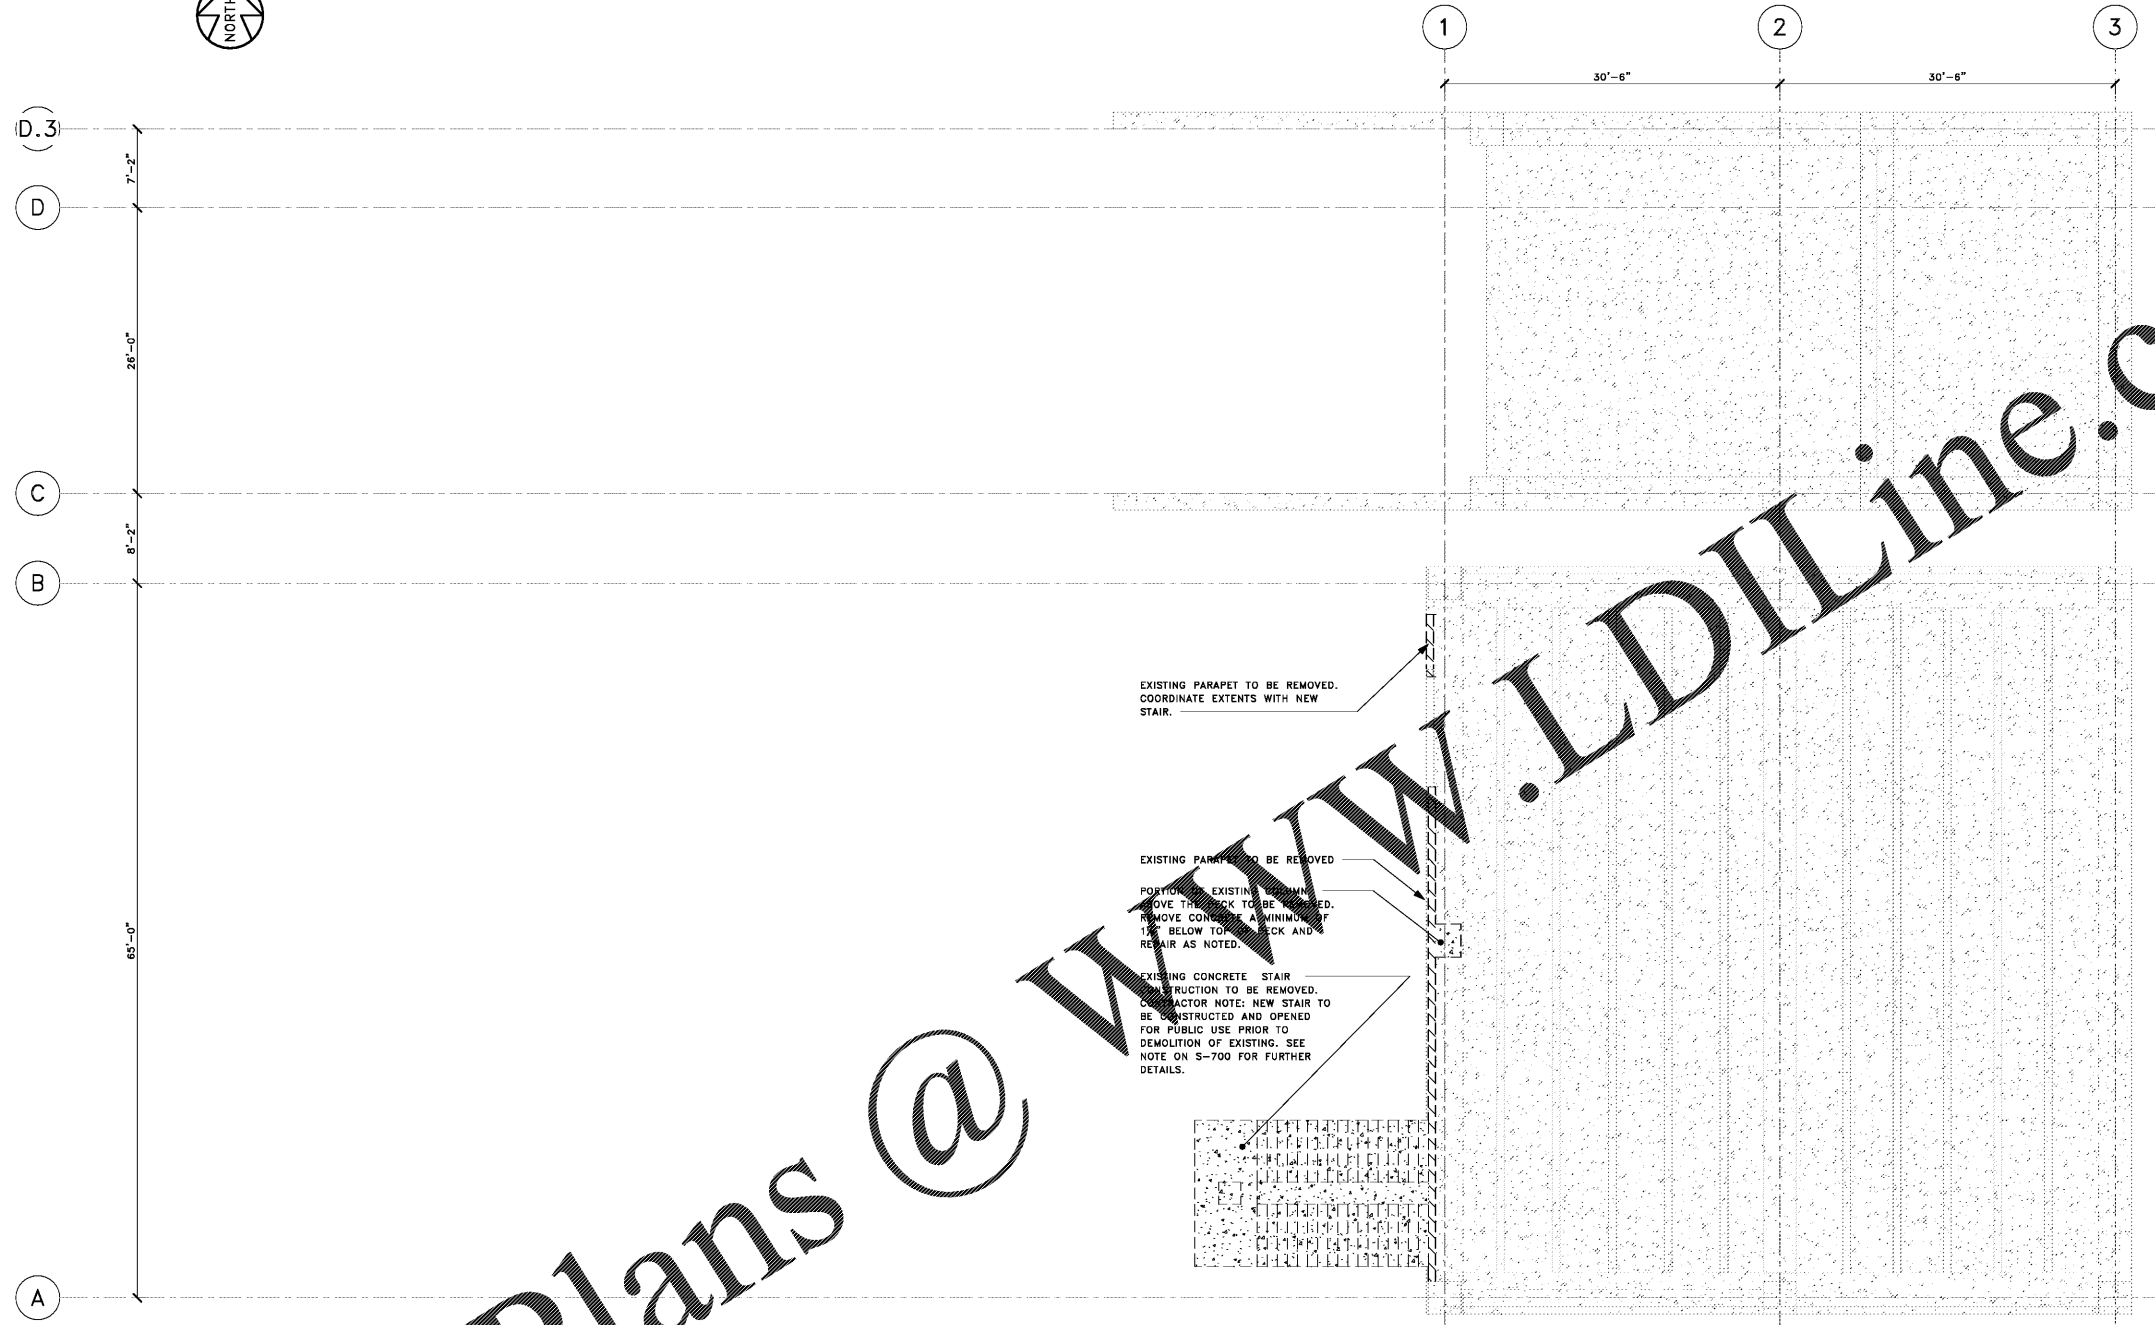 NORTH
1
2
3
30'-6"
30'-6"
D.3
7'-2"
D
26'-0"
C
8'-2"
B
EXISTING PARAPET TO BE REMOVED.
COORDINATE EXTENTS WITH NEW
STAIR.
EXISTING PARAPET TO BE REMOVED
PORTION OF EXISTING COLUMN
ABOVE THE DECK TO BE REMOVED.
REMOVE CONCRETE A MINIMUM OF
BELOW TOP OF DECK AND
REPAIR AS NOTED.
65'-0"
EXISTING CONCRETE STAIR
CONSTRUCTION TO BE REMOVED.
CONTRACTOR NOTE: NEW STAIR TO
BE CONSTRUCTED AND OPENED
FOR PUBLIC USE PRIOR TO
DEMOLITION OF EXISTING. SEE
NOTE ON S-700 FOR FURTHER
DETAILS.
A
Plans @ WWW.LDILine.c